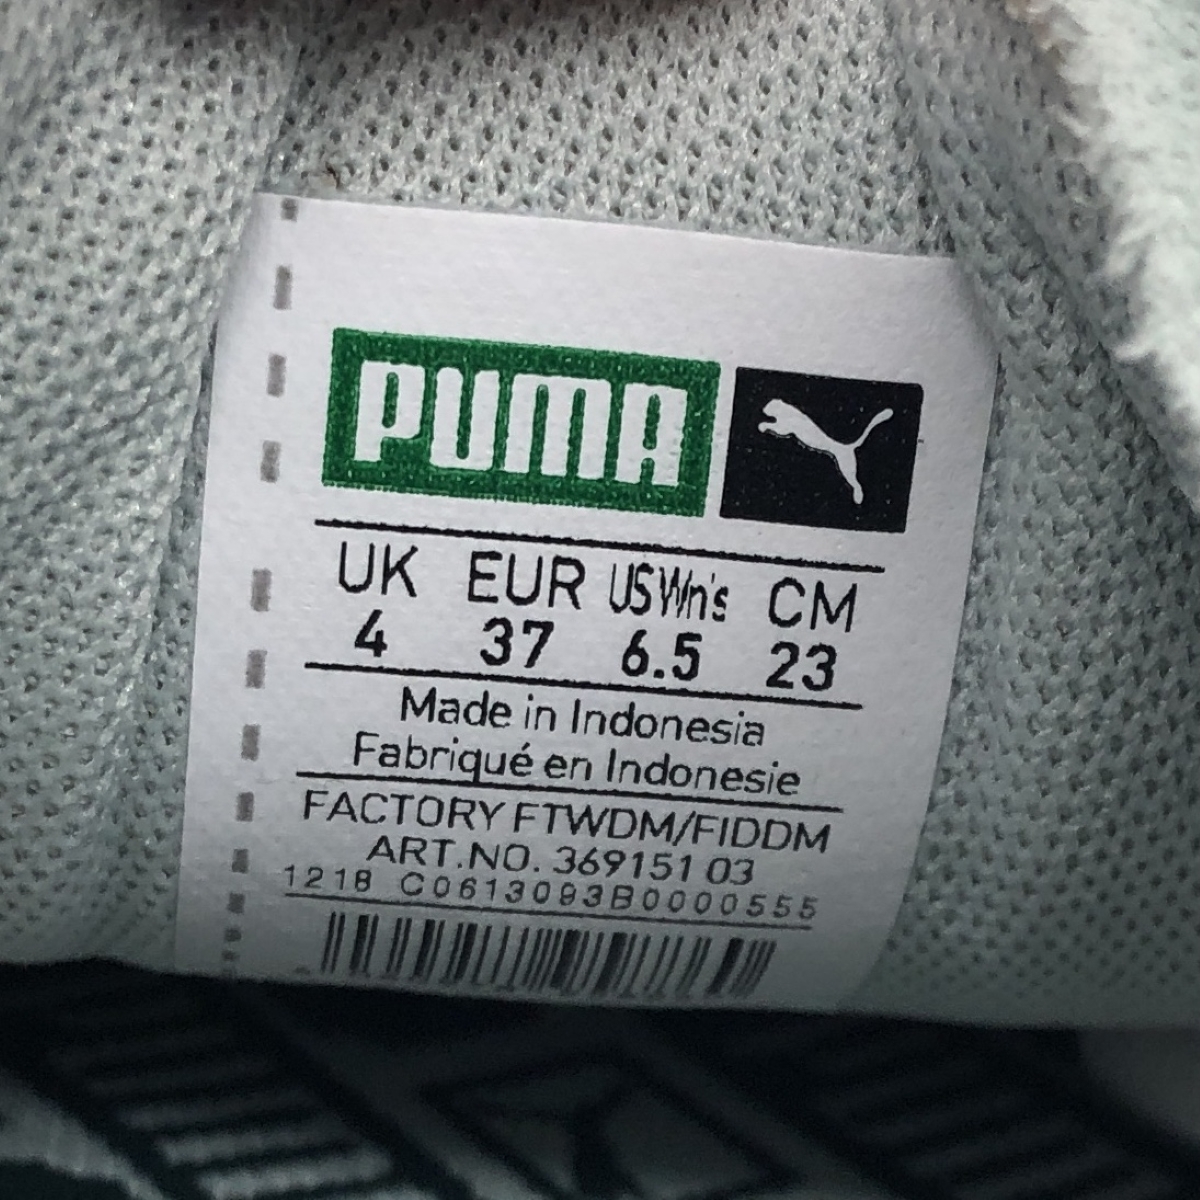 PUMA
UK EUR US Wn's CM
4 37 6.5 23
Made in Indonesia
Fabriqué en Indonesie
FACTORY FTWDM/FIDDM
ART.NO. 369151 03
1218 C0613093B0000555